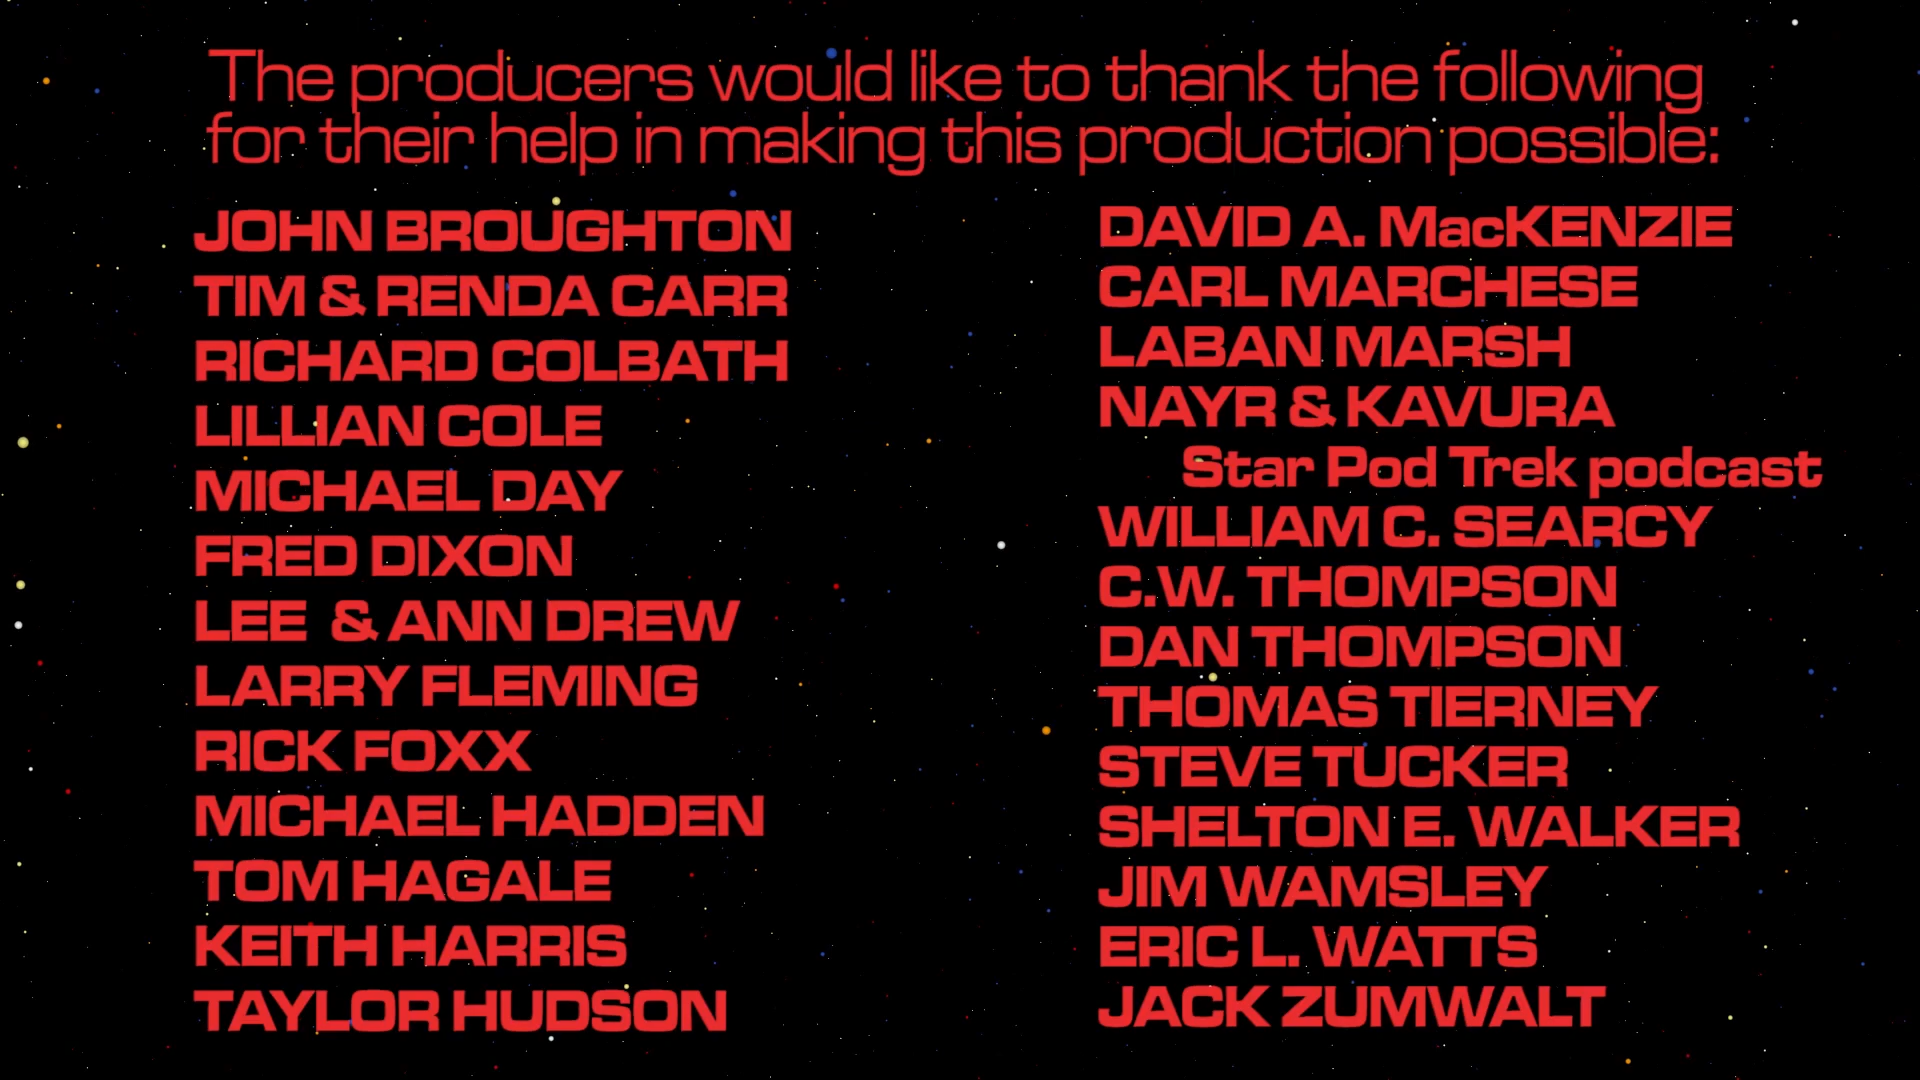 The producers would like to thank the following
for their help in making this production possible:
JOHN BROUGHTON
TIM & RENDA CARR
RICHARD COLBATH
LILLIAN COLE
MICHAEL DAY
FRED DIXON
LEE & ANN DREW
LARRY FLEMING
RICK FOXX
MICHAEL HADDEN
TOM HAGALE
KEITH HARRIS
TAYLOR HUDSON
DAVID A. MacKENZIE
CARL MARCHESE
LABAN MARSH
NAYR & KAVURA
Star Pod Trek podcast
WILLIAM C. SEARCY
C.W. THOMPSON
DAN THOMPSON
THOMAS TIERNEY
STEVE TUCKER
SHELTON E. WALKER
JIM WAMSLEY
ERIC L. WATTS
JACK ZUMWALT